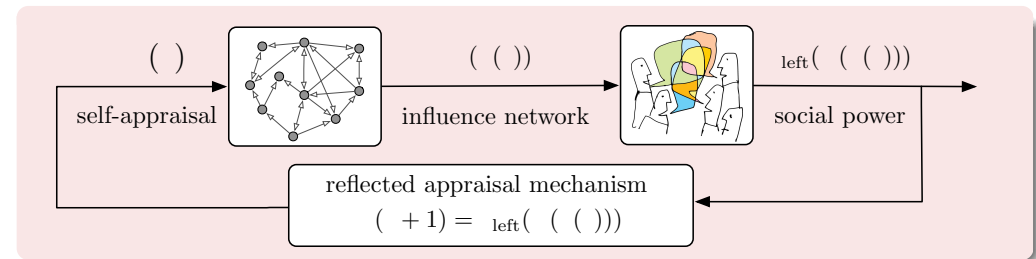 ( )
self-appraisal
( ( ))
influence network
left( ( ( )))
social power
reflected appraisal mechanism
( + 1) = left( ( ( )))